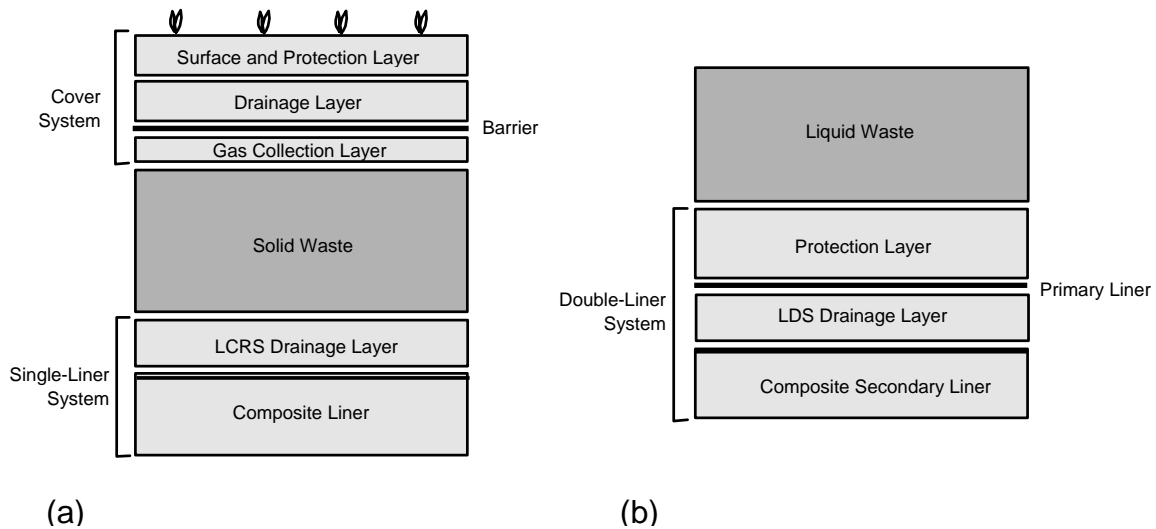 Surface and Protection Layer
Cover
System
Drainage Layer
Barrier
Gas Collection Layer
Solid Waste
LCRS Drainage Layer
Single-Liner
System
Composite Liner
(a)
Liquid Waste
Protection Layer
Primary Liner
Double-Liner
System
LDS Drainage Layer
Composite Secondary Liner
(b)